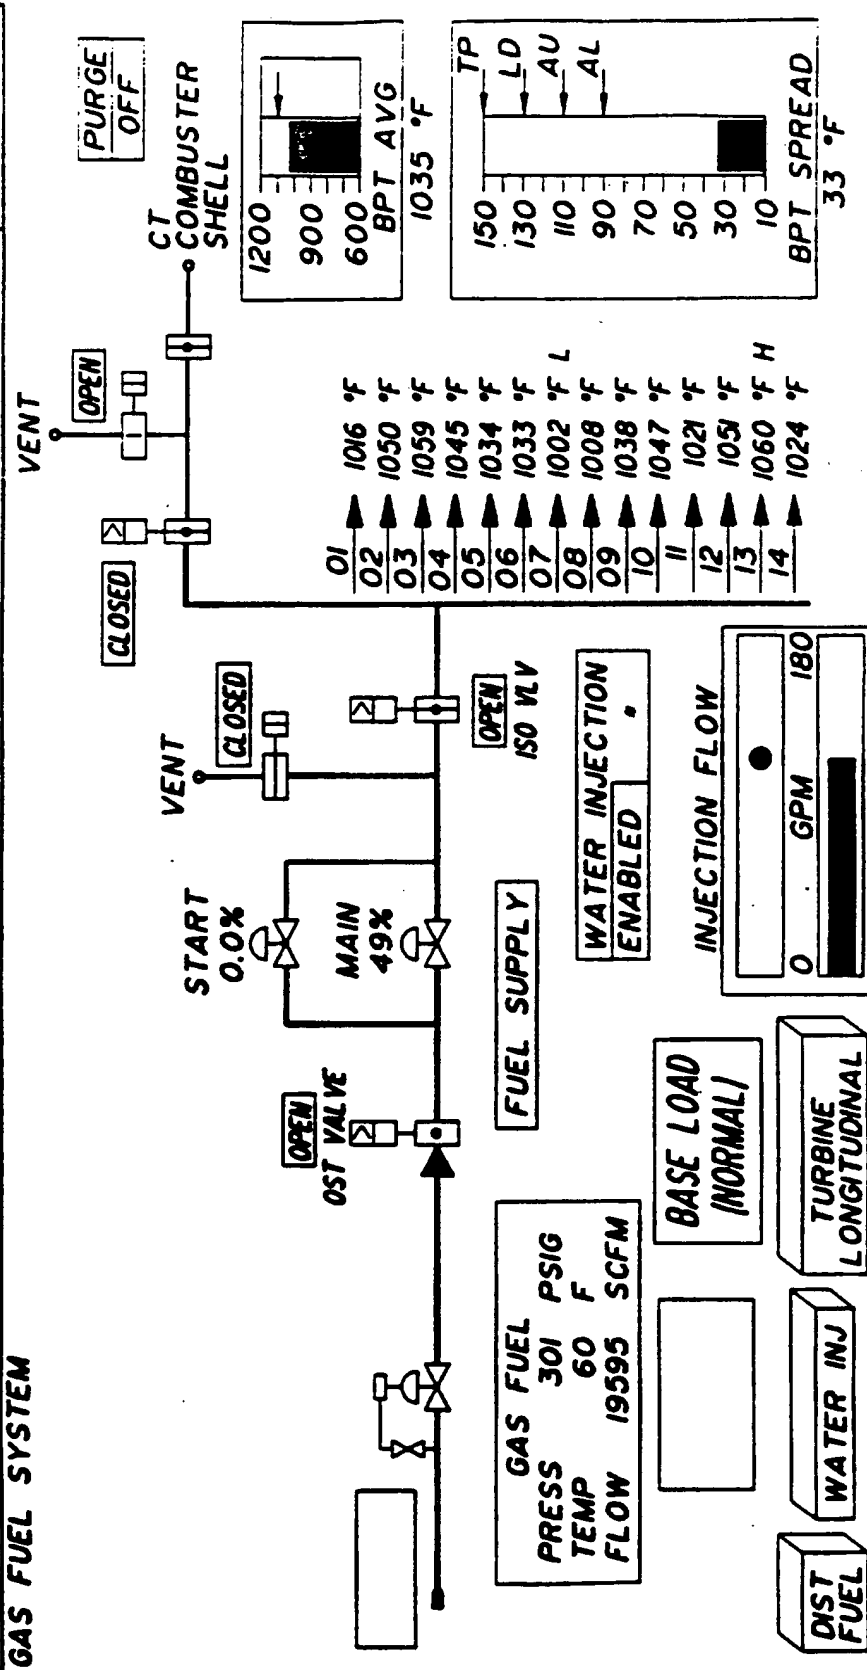 GAS FUEL SYSTEM
VENT
OPEN
PURGE
OFF
CLOSED
CT
COMBUSTER
SHELL
VENT
CLOSED
START
0.0%
MAIN
49%
OPEN
OST VALVE
OPEN
ISO VLV
FUEL SUPPLY
GAS FUEL
PRESS 301 PSIG
TEMP 60 F
FLOW 19595 SCFM
WATER INJECTION
ENABLED
BASE LOAD
(NORMAL)
INJECTION FLOW
0 GPM 180
01 1016 °F
02 1050 °F
03 1059 °F
04 1045 °F
05 1034 °F
06 1033 °F
07 1002 °F L
08 1008 °F
09 1038 °F
10 1047 °F
11 1021 °F
12 1051 °F
13 1060 °F H
14 1024 °F
1200
900
600
BPT AVG
1035 °F
150 TP
130 LD
110 AU
90 AL
70
50
30
10
BPT SPREAD
33 °F
DIST
FUEL
WATER INJ
TURBINE
LONGITUDINAL